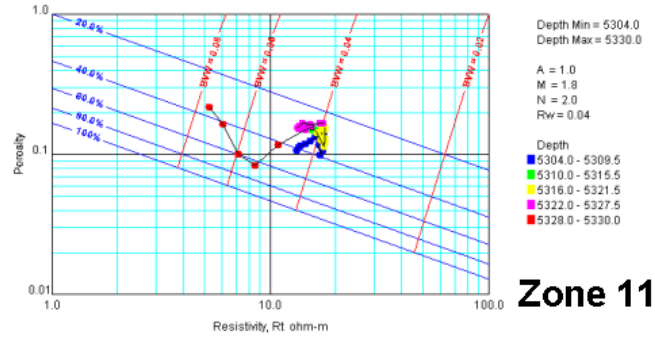 1.0
0.1
0.01
Porosity
20.0%
40.0%
60.0%
80.0%
100%
BVW = 0.08
BVW = 0.06
BVW = 0.04
BVW = 0.02
1.0
10.0
100.0
Resistivity, Rt ohm-m
Depth Min = 5304.0
Depth Max = 5330.0
A = 1.0
M = 1.8
N = 2.0
Rw = 0.04
Depth
5304.0 - 5309.5
5310.0 - 5315.5
5316.0 - 5321.5
5322.0 - 5327.5
5328.0 - 5330.0
Zone 11